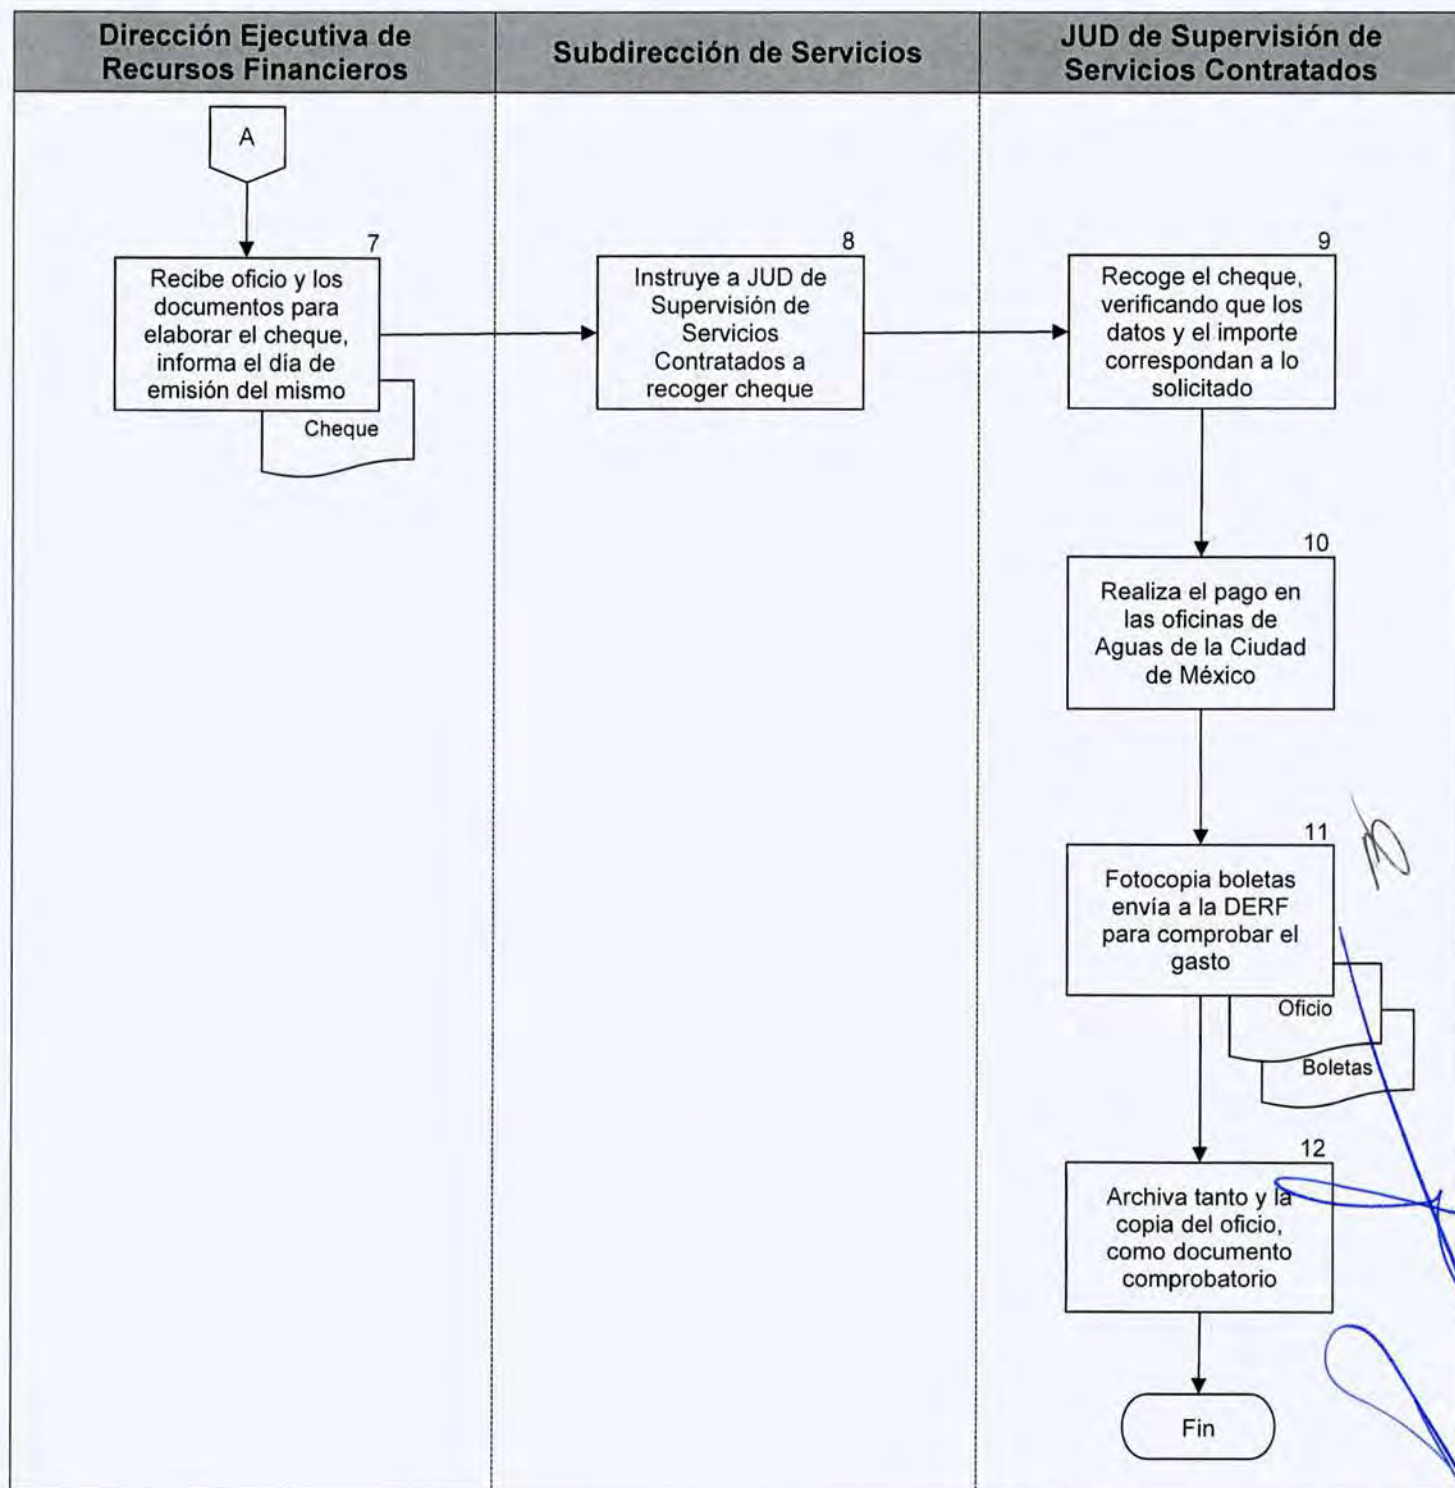 Dirección Ejecutiva de
Recursos Financieros
Subdirección de Servicios
JUD de Supervisión de
Servicios Contratados
A
7
Recibe oficio y los
documentos para
elaborar el cheque,
informa el día de
emisión del mismo
Cheque
8
Instruye a JUD de
Supervisión de
Servicios
Contratados a
recoger cheque
9
Recoge el cheque,
verificando que los
datos y el importe
correspondan a lo
solicitado
10
Realiza el pago en
las oficinas de
Aguas de la Ciudad
de México
11
Fotocopia boletas
envía a la DERF
para comprobar el
gasto
Oficio
Boletas
12
Archiva tanto y la
copia del oficio,
como documento
comprobatorio
Fin